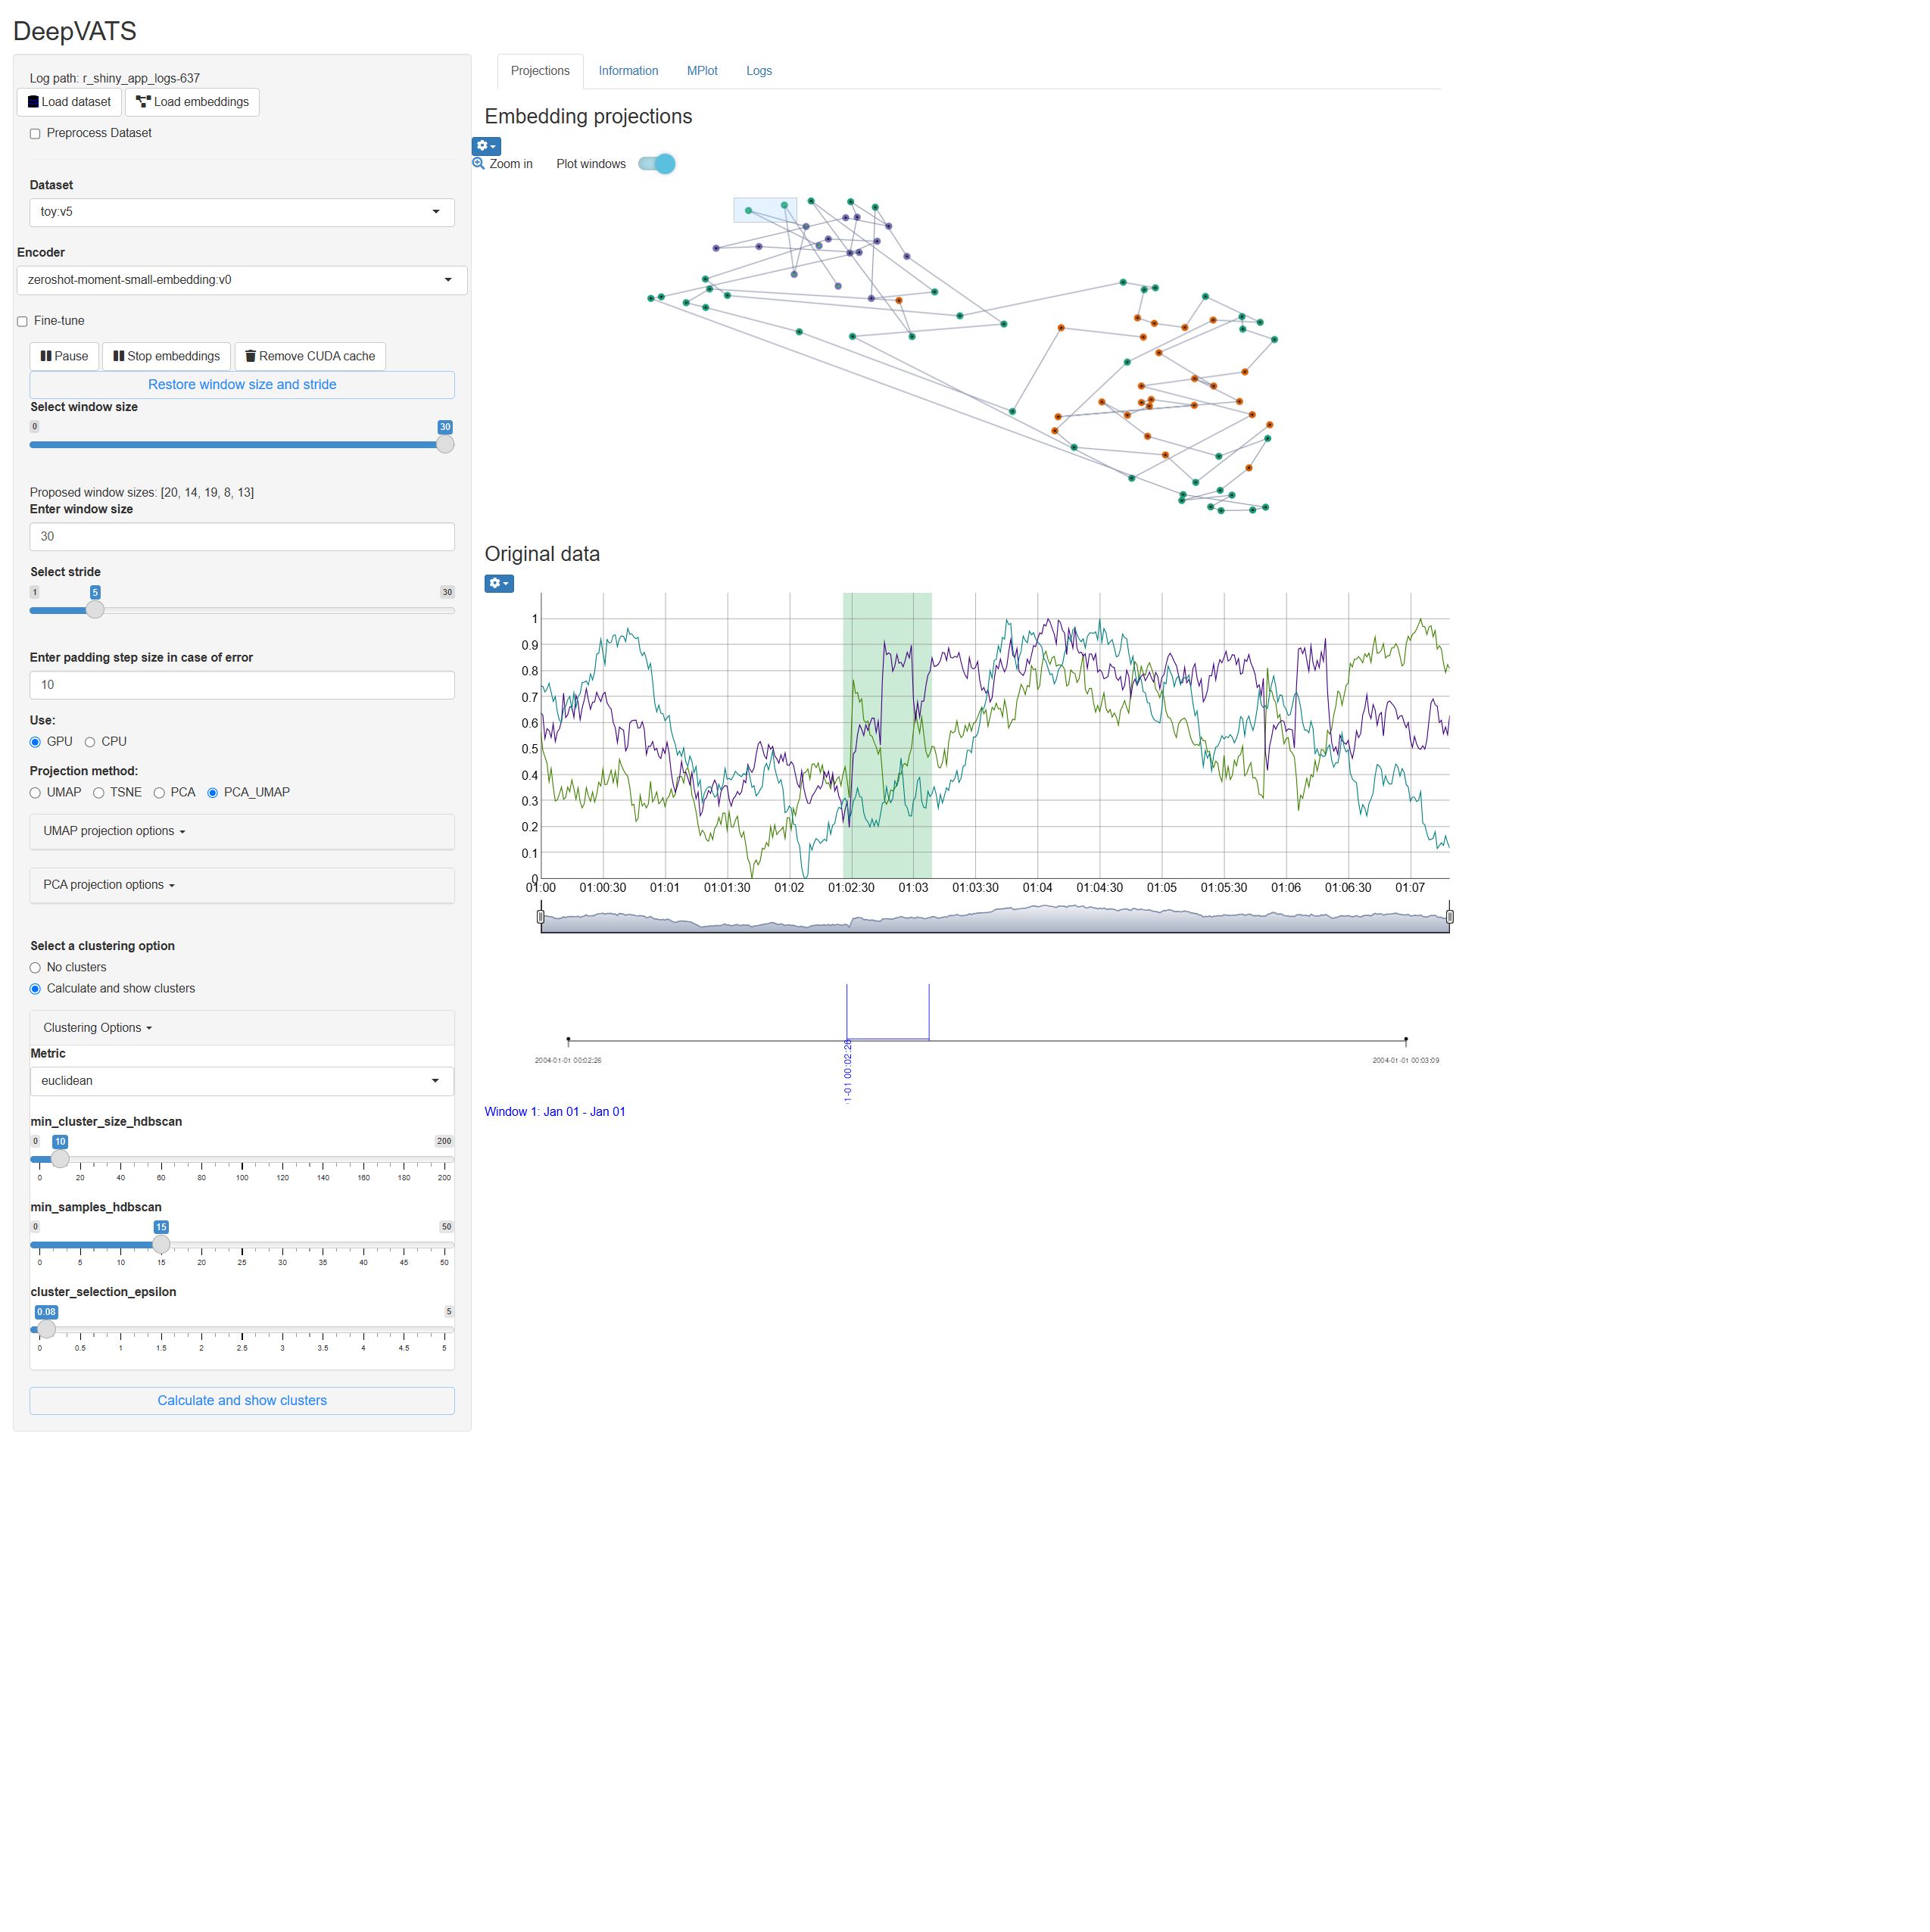 DeepVATS
Log path: r_shiny_app_logs-637
Load dataset Load embeddings
Preprocess Dataset
Dataset
toy:v5
Encoder
zeroshot-moment-small-embedding:v0
Fine-tune
Pause Stop embeddings Remove CUDA cache
Restore window size and stride
Select window size
0 30
Proposed window sizes: [20, 14, 19, 8, 13]
Enter window size
30
Select stride
1 5 30
Enter padding step size in case of error
10
Use:
GPU CPU
Projection method:
UMAP TSNE PCA PCA_UMAP
UMAP projection options
PCA projection options
Select a clustering option
No clusters
Calculate and show clusters
Clustering Options
Metric
euclidean
min_cluster_size_hdbscan
0 10 200
0 20 40 60 80 100 120 140 160 180 200
min_samples_hdbscan
0 15 50
0 5 10 15 20 25 30 35 40 45 50
cluster_selection_epsilon
0.08 5
0 0.5 1 1.5 2 2.5 3 3.5 4 4.5 5
Calculate and show clusters
Projections Information MPlot Logs
Embedding projections
Zoom in Plot windows
Original data
1
0.9
0.8
0.7
0.6
0.5
0.4
0.3
0.2
0.1
0
01:00 01:00:30 01:01 01:01:30 01:02 01:02:30 01:03 01:03:30 01:04 01:04:30 01:05 01:05:30 01:06 01:06:30 01:07
2004-01-01 00:02:26 2004-01-01 00:03:09
1-01 00:02:26
Window 1: Jan 01 - Jan 01